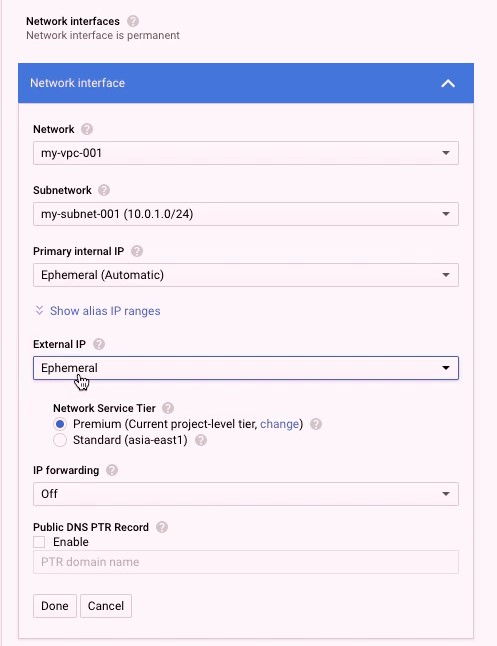 Network interfaces
Network interface is permanent
Network interface
Network
my-vpc-001
Subnetwork
my-subnet-001 (10.0.1.0/24)
Primary internal IP
Ephemeral (Automatic)
Show alias IP ranges
External IP
Ephemeral
Network Service Tier
Premium (Current project-level tier, change)
Standard (asia-east1)
IP forwarding
Off
Public DNS PTR Record
Enable
PTR domain name
Done Cancel